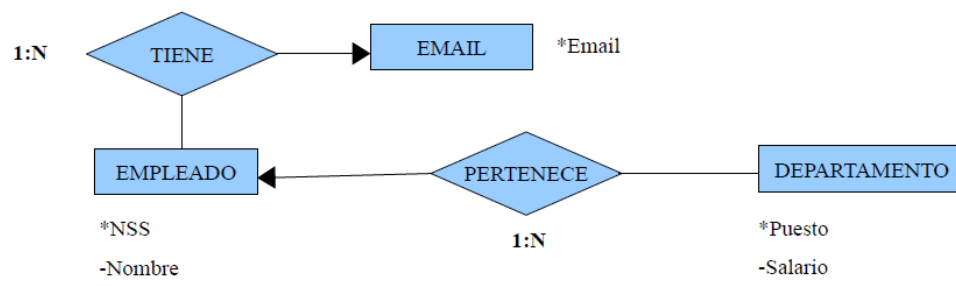 1:N
TIENE
EMAIL
*Email
EMPLEADO
PERTENECE
DEPARTAMENTO
*NSS
-Nombre
1:N
*Puesto
-Salario